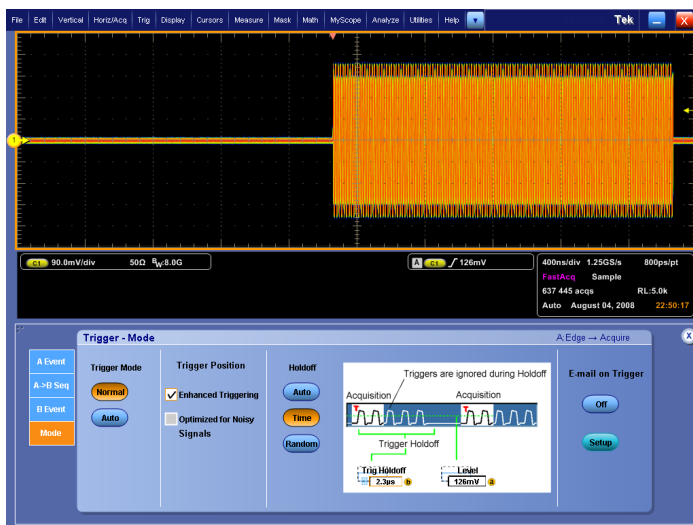 File Edit Vertical Horiz/Acq Trig Display Cursors Measure Mask Math MyScope Analyze Utilities Help Tek X
1
C1 90.0mV/div 50Ω BW:8.0G
A C1 126mV
400ns/div 1.25GS/s 800ps/pt
FastAcq Sample
637 445 acqs RL:5.0k
Auto August 04, 2008 22:50:17
Trigger - Mode
A:Edge → Acquire
X
A Event
A->B Seq
B Event
Mode
Trigger Mode
Normal
Auto
Trigger Position
Enhanced Triggering
Optimized for Noisy
Signals
Holdoff
Auto
Time
Random
Triggers are ignored during Holdoff
Acquisition Acquisition
T T
Trigger Holdoff
Trig Holdoff
2.3µs b
Level
126mV a
E-mail on Trigger
Off
Setup